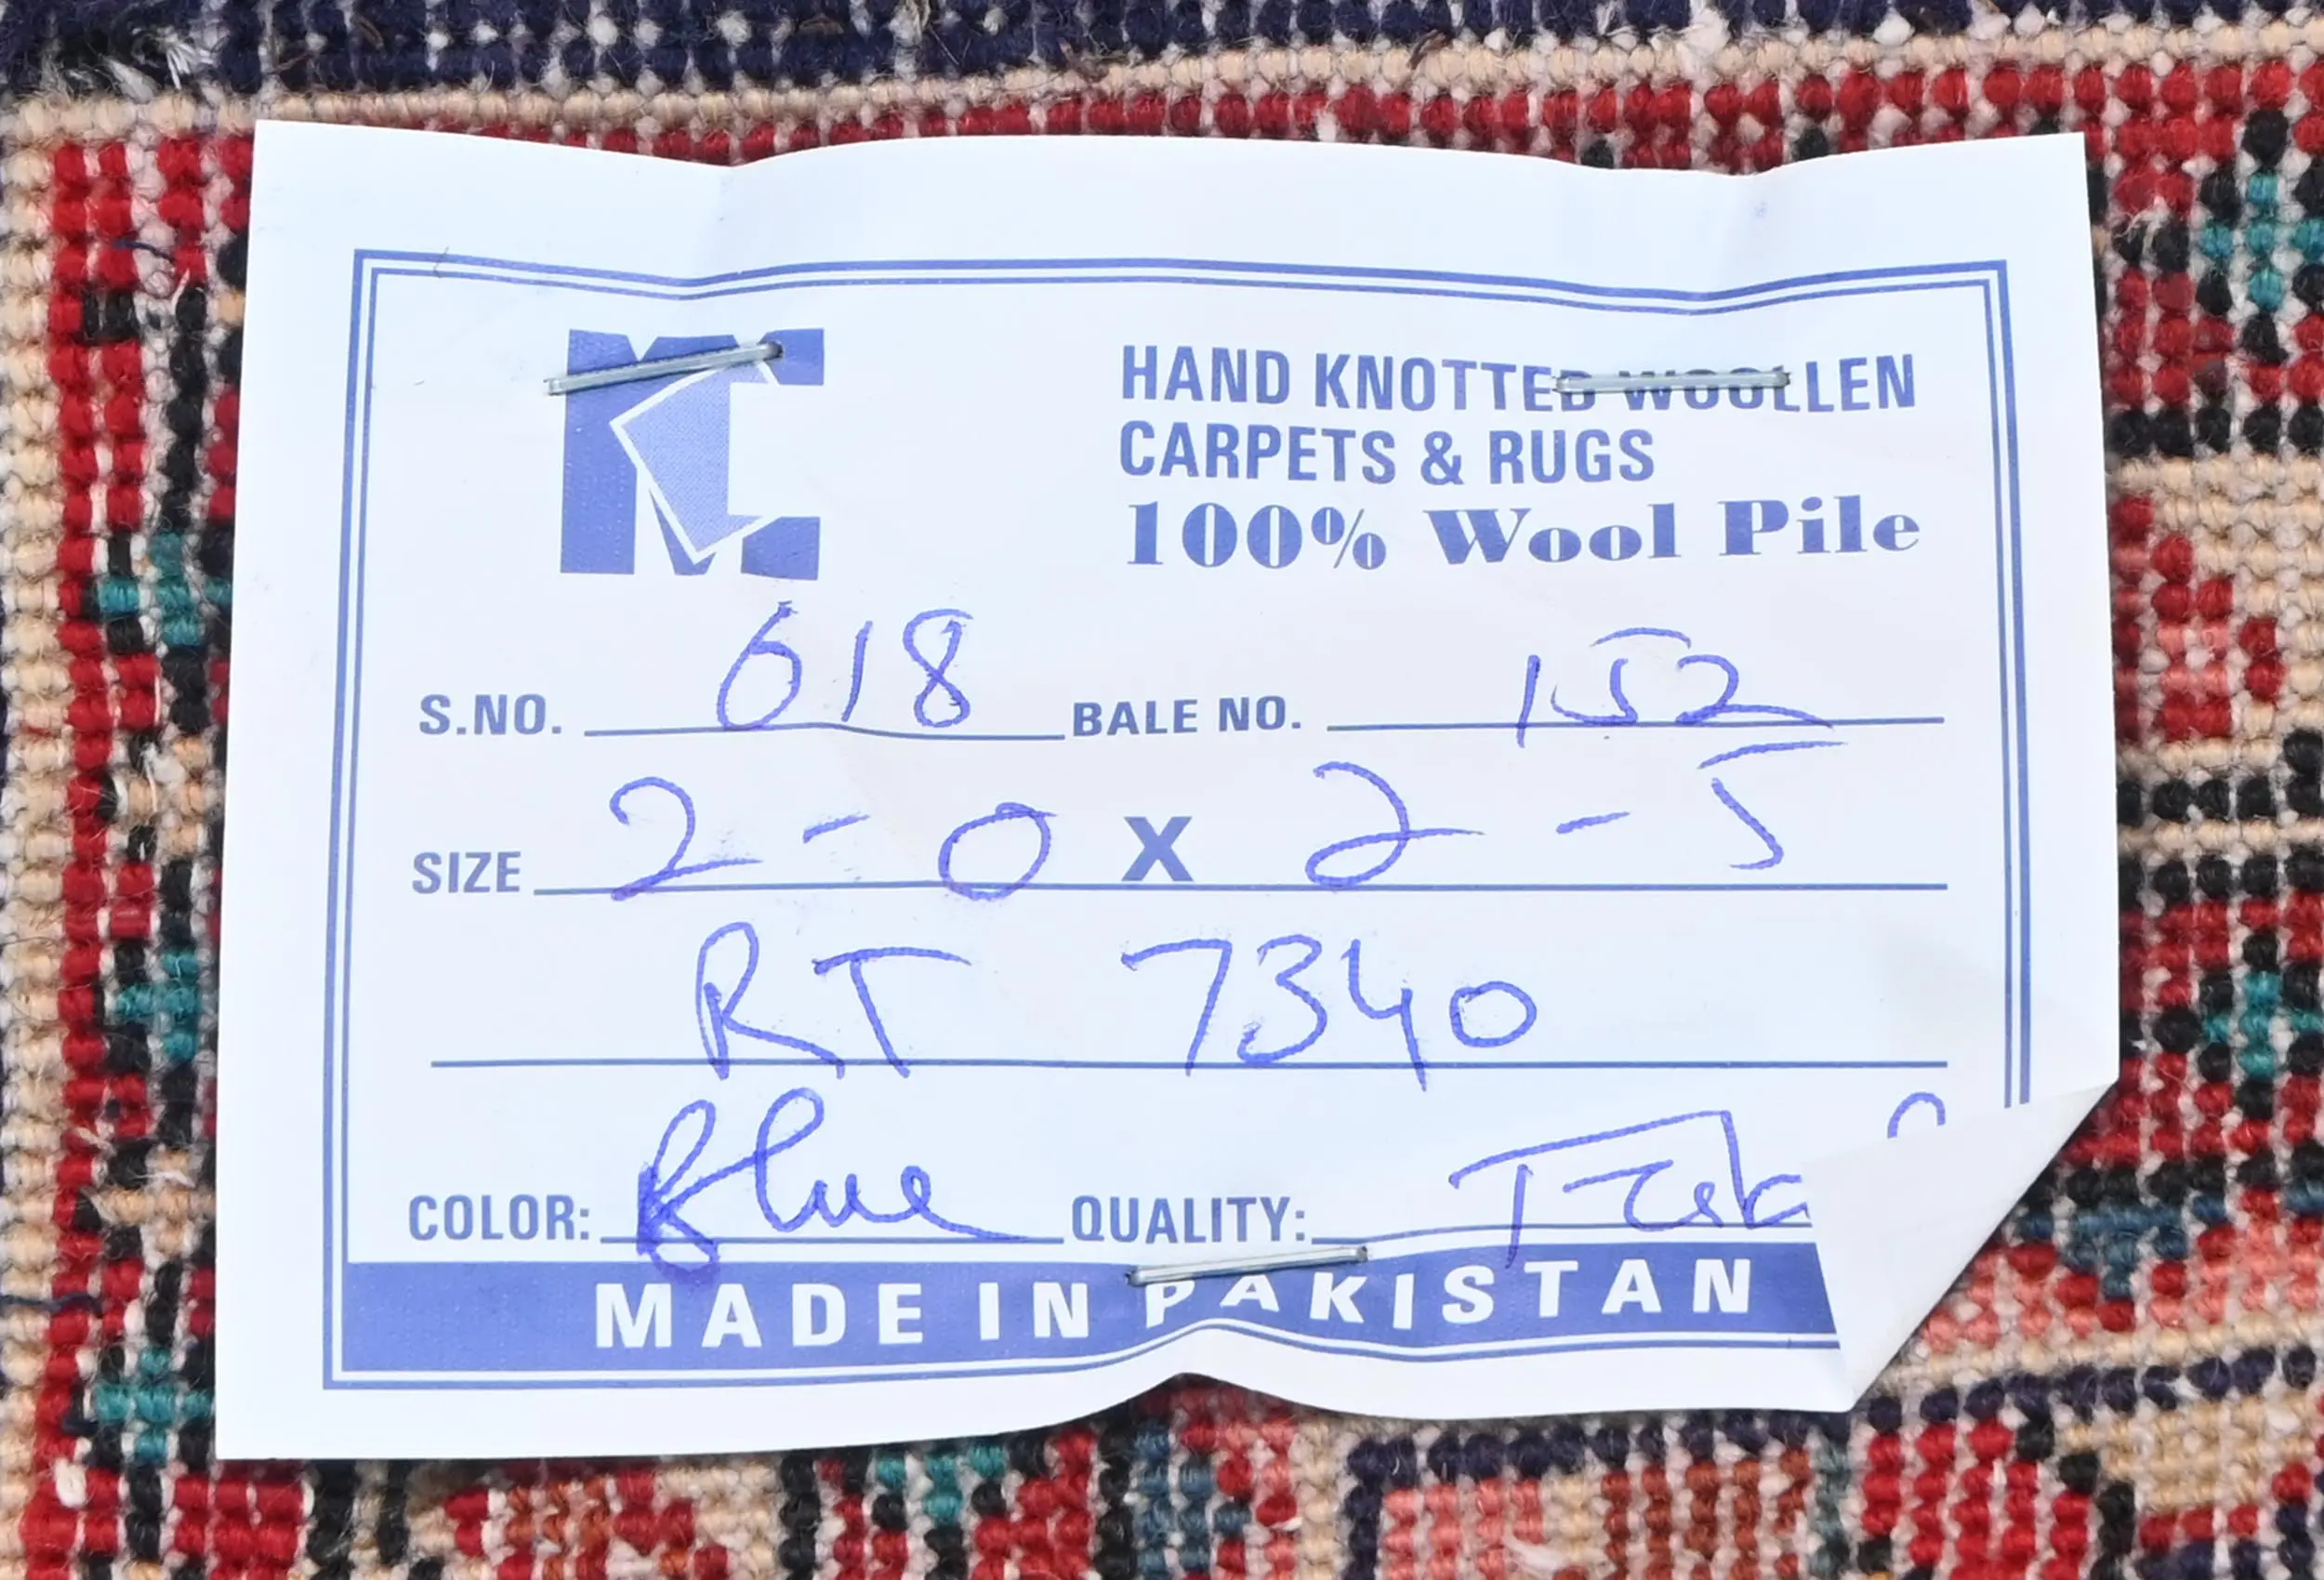 KC
HAND KNOTTED WOOLLEN
CARPETS & RUGS
100% Wool Pile
S.NO. 618 BALE NO. 152
SIZE 2-0 X 2-5
RT 7340
COLOR: Blue QUALITY:
MADE IN PAKISTAN